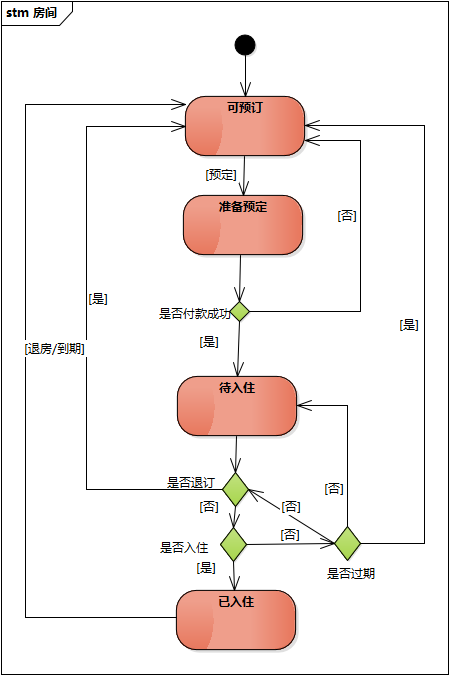 stm 房间
可预订
[预定]
准备预定
[否]
[是]
是否付款成功
[是]
[是]
[退房/到期]
待入住
是否退订
[否]
[否]
[否]
[否]
是否入住
[是]
是否过期
已入住